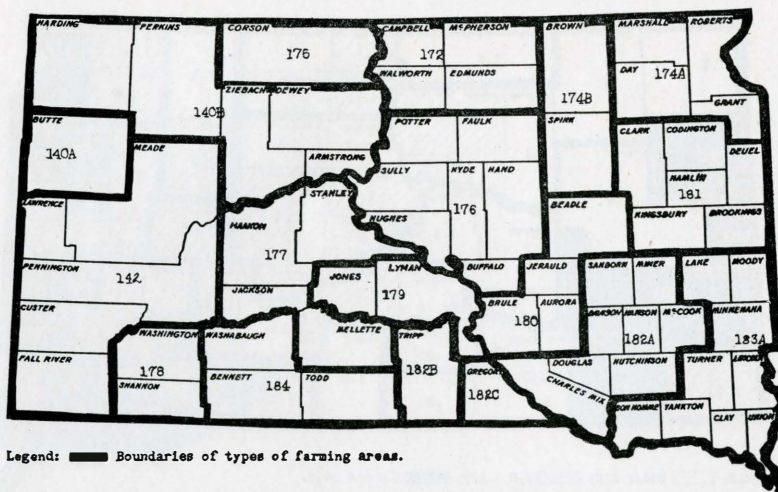 HARDING
PERKINS
CORSON
CAMPBELL
McPHERSON
BROWN
MARSHALL
ROBERTS
175
172
WALWORTH
EDMUNDS
DAY
174A
ZIEBACH
DEWEY
140B
174B
GRANT
BUTTE
140A
MEADE
POTTER
FAULK
SPINK
CLARK
CODINGTON
DEUEL
ARMSTRONG
SULLY
HYDE
HAND
HAMLIN
181
STANLEY
LAWRENCE
HAAKON
HUGHES
176
BEADLE
KINGSBURY
BROOKINGS
177
PENNINGTON
142
JONES
LYMAN
179
BUFFALO
JERAULD
SANBORN
MINER
LAKE
MOODY
JACKSON
CUSTER
BRULE
AURORA
180
DAVISON
HANSON
McCOOK
MINNEHAHA
182A
183A
WASHINGTON
WASHABAUGH
MELLETTE
TRIPP
FALL RIVER
178
SHANNON
BENNETT
184
TODD
182B
GREGORY
182C
DOUGLAS
CHARLES MIX
HUTCHINSON
TURNER
LINCOLN
BON HOMME
YANKTON
CLAY
UNION
Legend: Boundaries of types of farming areas.